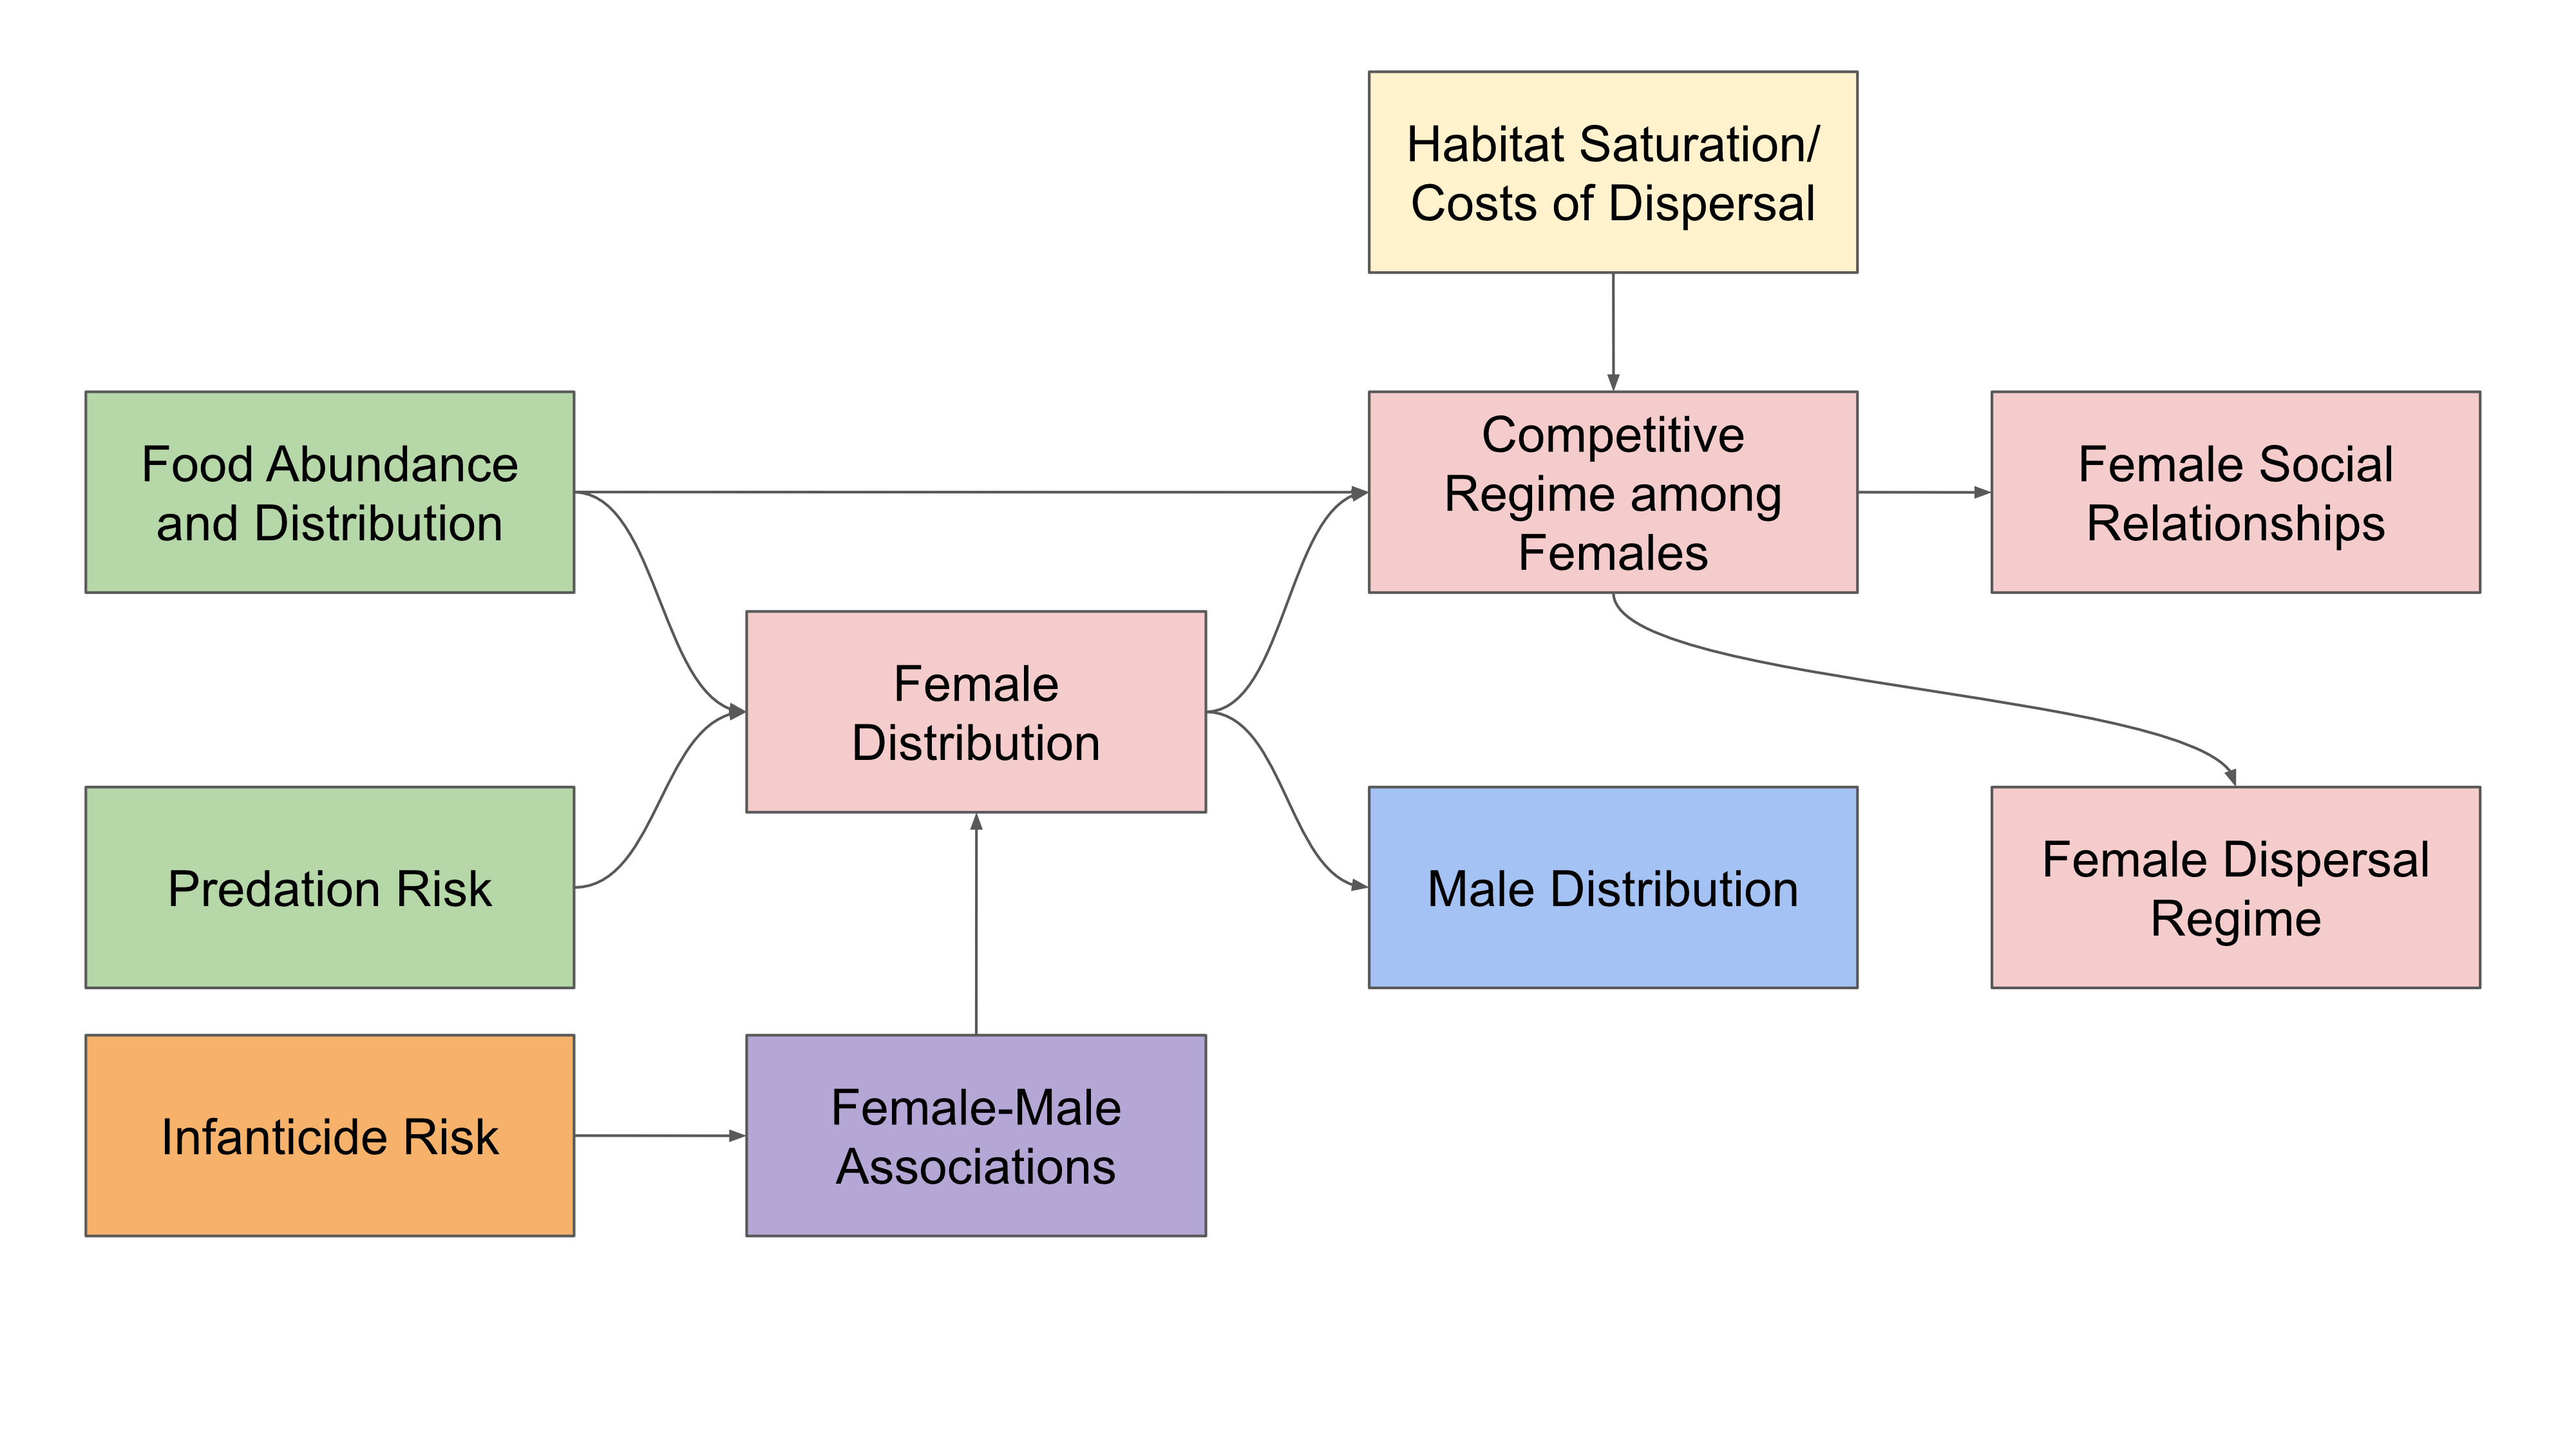 Habitat Saturation/
Costs of Dispersal
Food Abundance
and Distribution
Competitive
Regime among
Females
Female Social
Relationships
Female
Distribution
Predation Risk
Male Distribution
Female Dispersal
Regime
Infanticide Risk
Female-Male
Associations